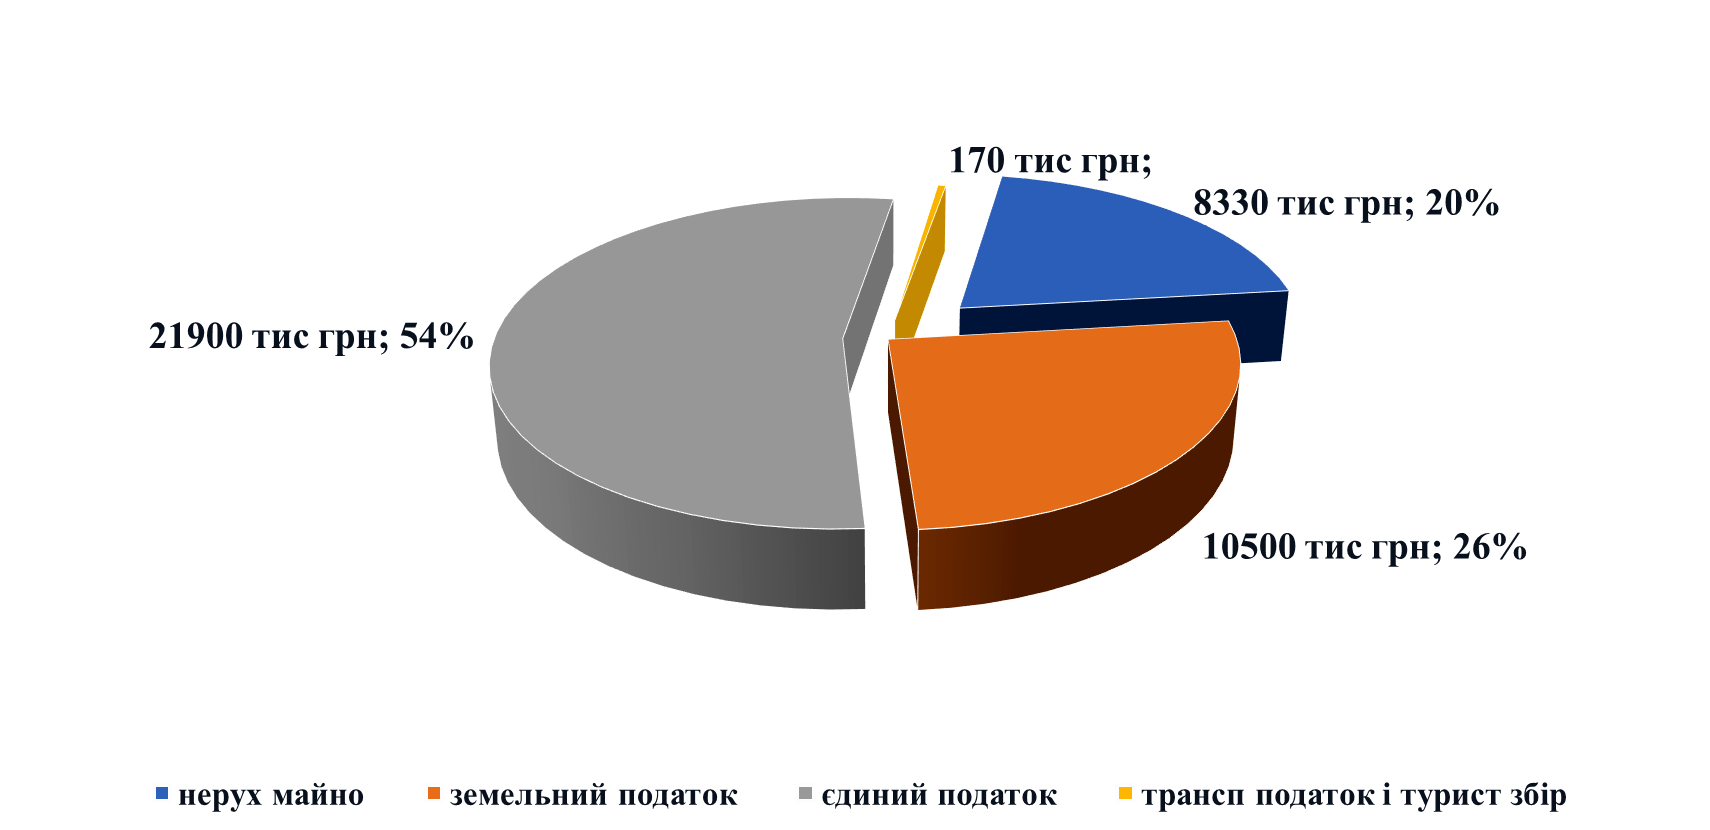 170 тис грн;
8330 тис грн; 20%
21900 тис грн; 54%
10500 тис грн; 26%
нерух майно
земельний податок
єдиний податок
трансп податок і турист збір